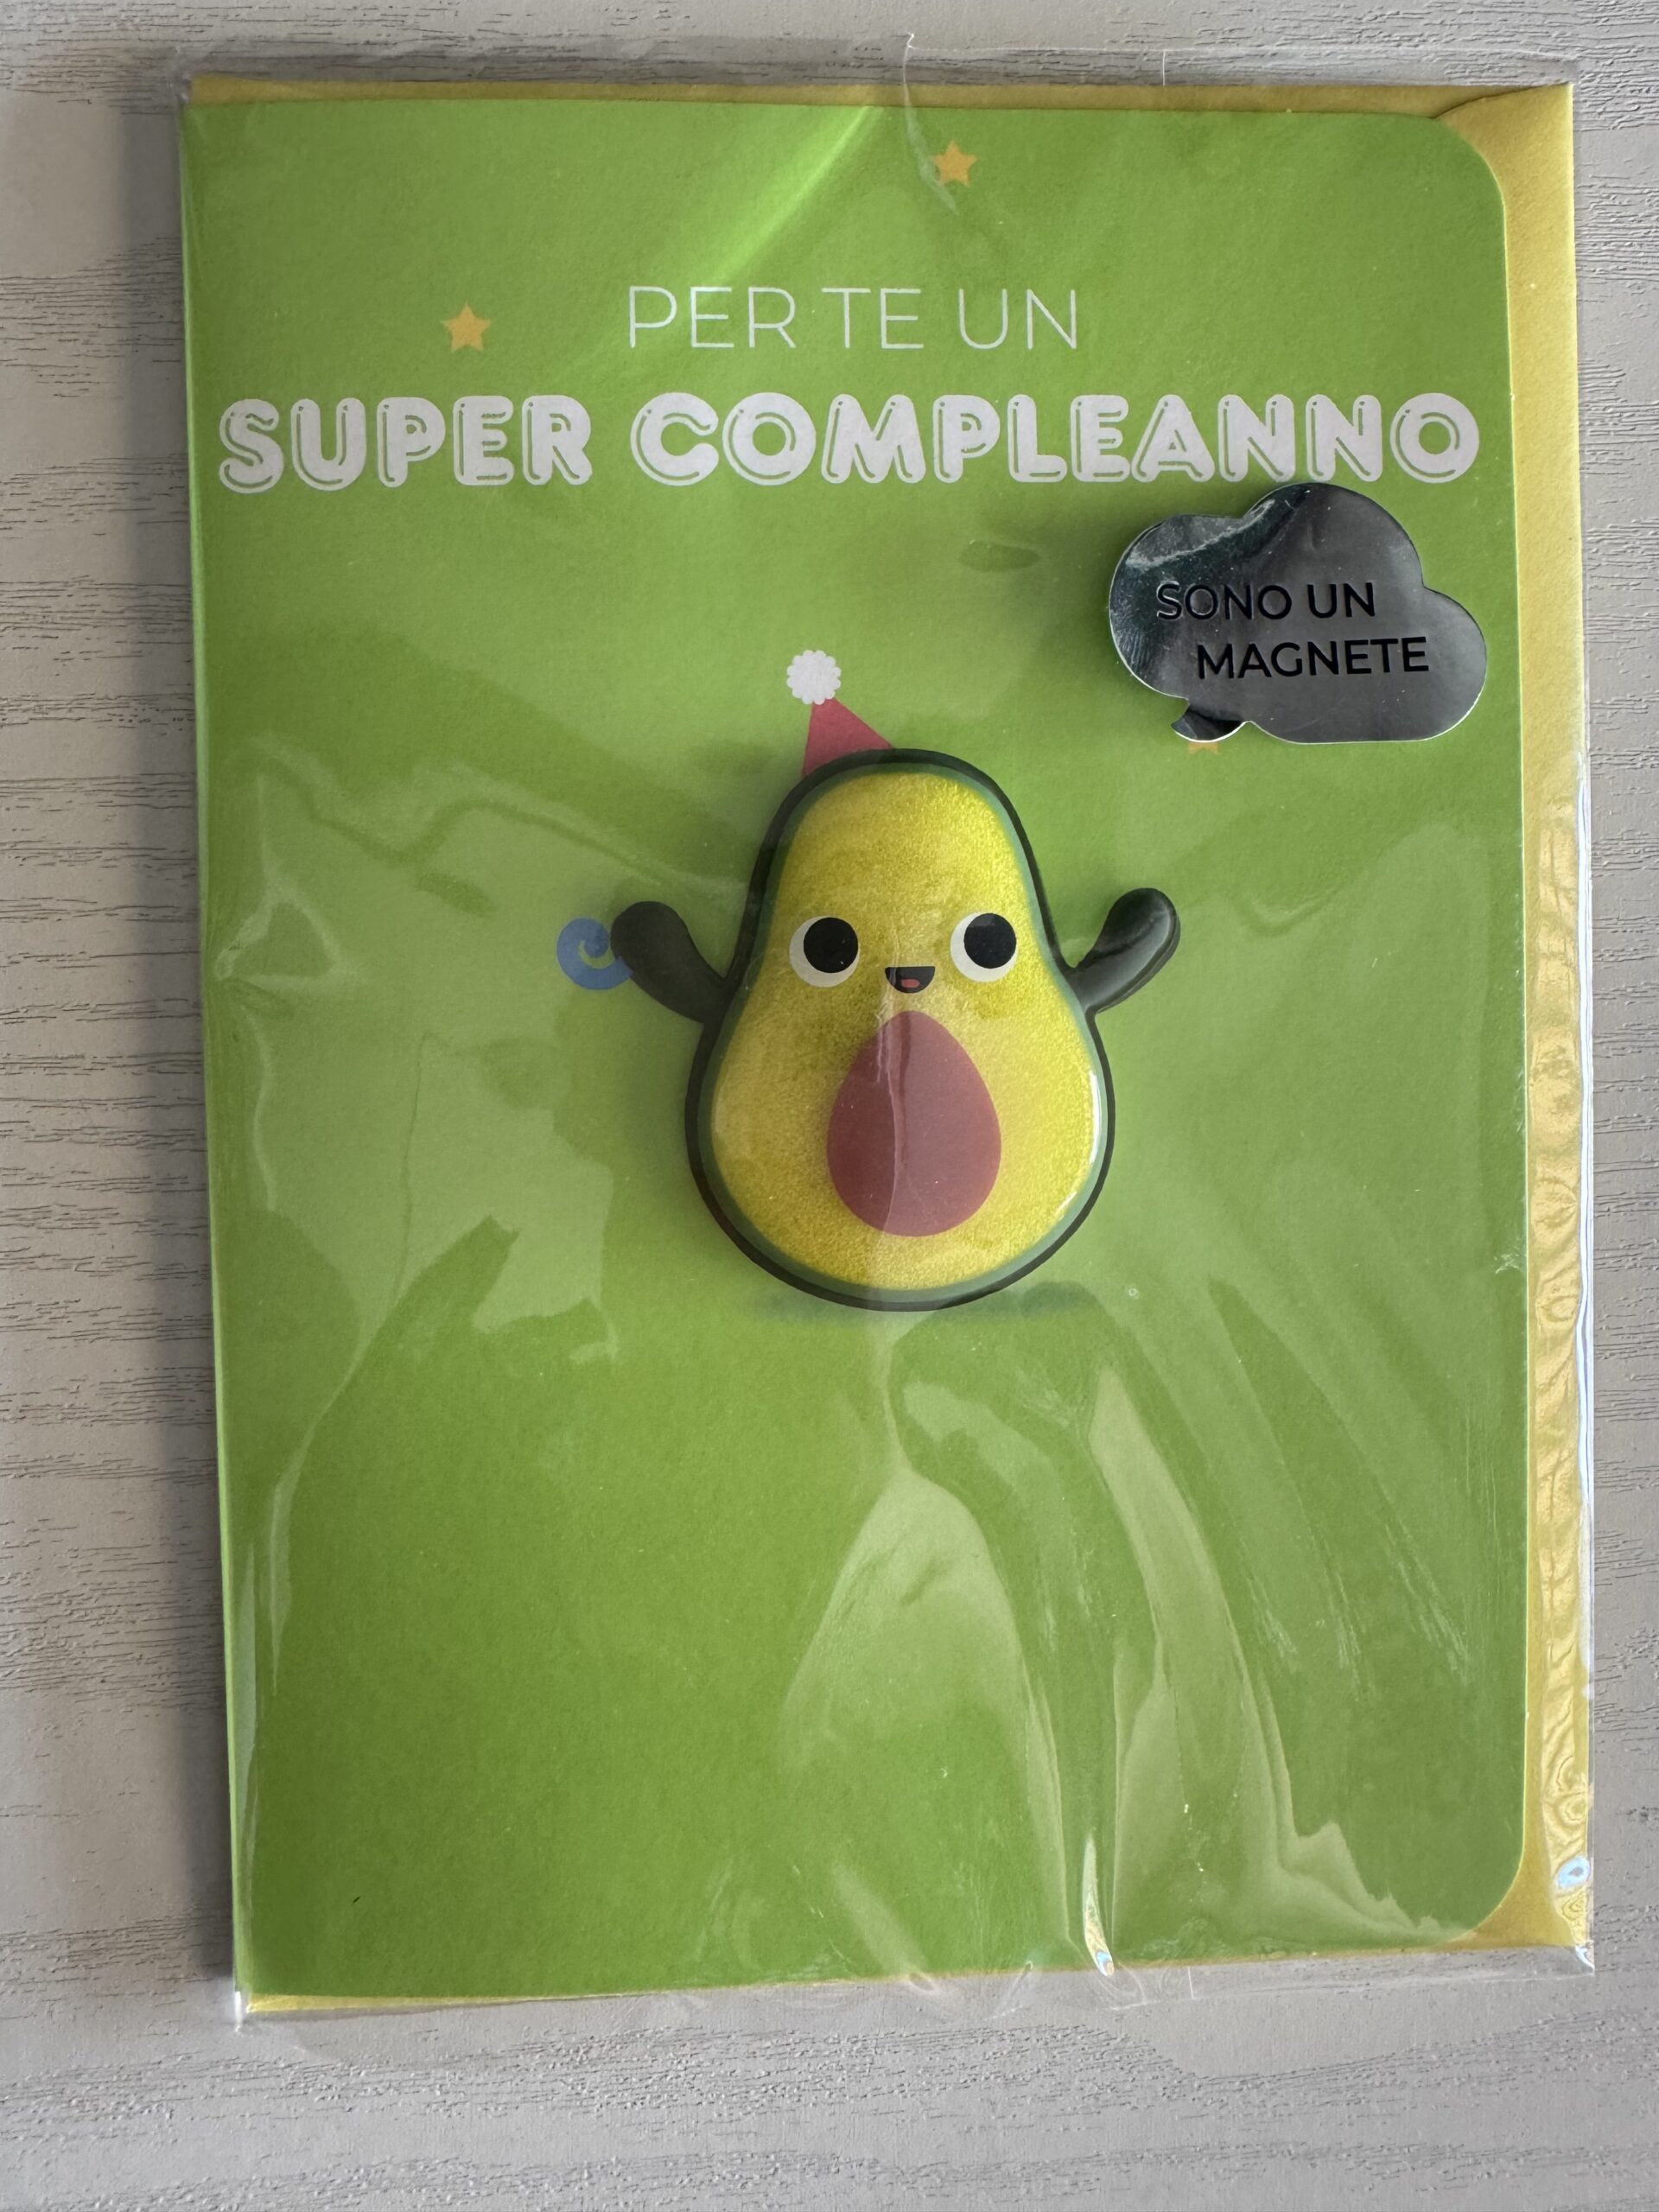 PER TE UN
SUPER COMPLEANNO
SONO UN
MAGNETE